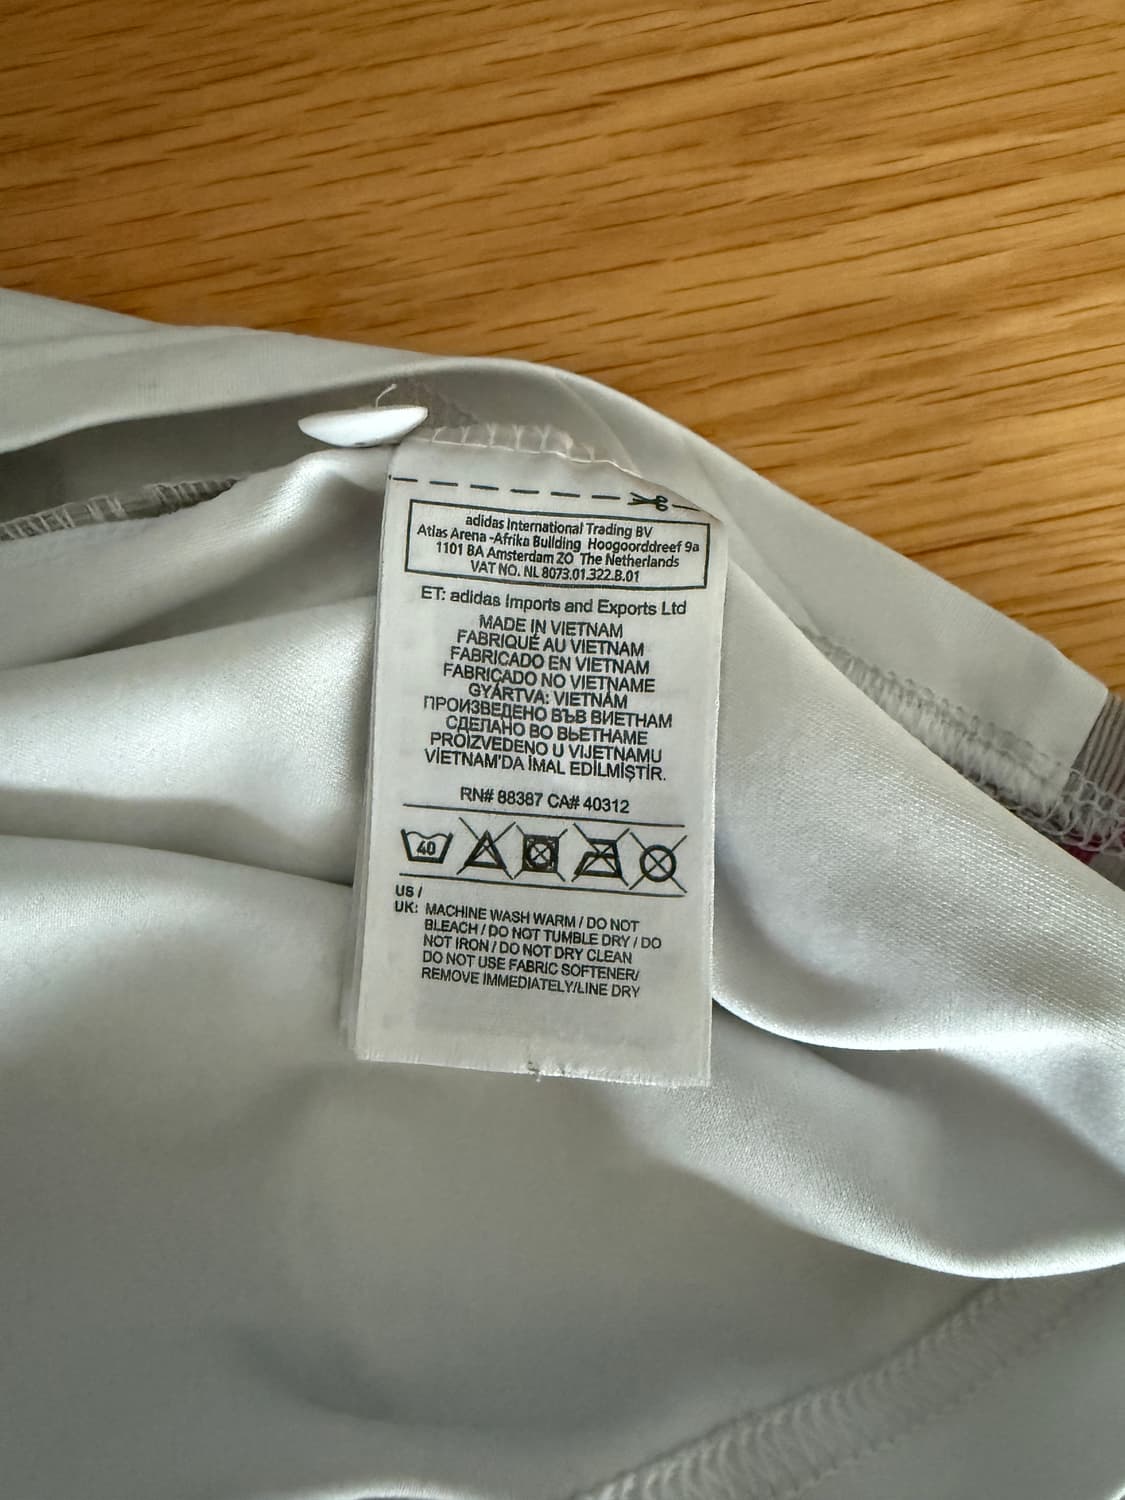 adidas International Trading BV
Atlas Arena -Afrika Building Hoogoorddreef 9a
1101 BA Amsterdam ZO The Netherlands
VAT NO. NL 8073.01.322.B.01
ET: adidas Imports and Exports Ltd
MADE IN VIETNAM
FABRIQUÉ AU VIETNAM
FABRICADO EN VIETNAM
FABRICADO NO VIETNAME
GYÁRTVA: VIETNÁM
ПРОИЗВЕДЕНО ВЪВ ВИЕТНАМ
СДЕЛАНО ВО ВЬЕТНАМЕ
PROIZVEDENO U VIJETNAMU
VİETNAM'DA İMAL EDİLMİŞTİR.
RN# 88387 CA# 40312
40
US /
UK: MACHINE WASH WARM / DO NOT
BLEACH / DO NOT TUMBLE DRY / DO
NOT IRON / DO NOT DRY CLEAN
DO NOT USE FABRIC SOFTENER/
REMOVE IMMEDIATELY/LINE DRY